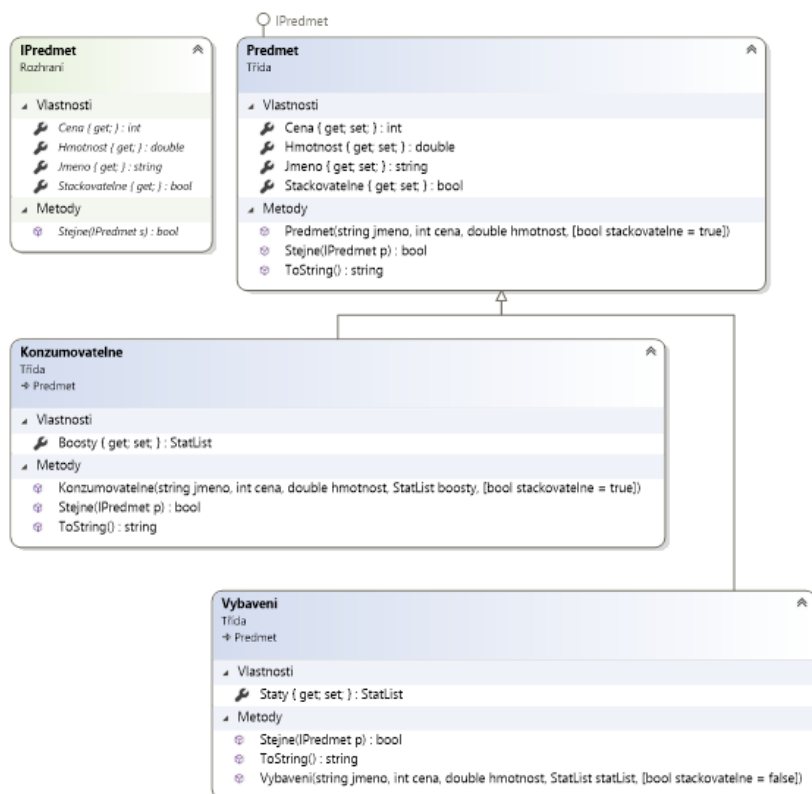 IPredmet
IPredmet
Rozhraní
Vlastnosti
Cena { get; } : int
Hmotnost { get; } : double
Jmeno { get; } : string
Stackovatelne { get; } : bool
Metody
Stejne(IPredmet s) : bool
Predmet
Třída
Vlastnosti
Cena { get; set; } : int
Hmotnost { get; set; } : double
Jmeno { get; set; } : string
Stackovatelne { get; set; } : bool
Metody
Predmet(string jmeno, int cena, double hmotnost, [bool stackovatelne = true])
Stejne(IPredmet p) : bool
ToString() : string
Konzumovatelne
Třída
Predmet
Vlastnosti
Boosty { get; set; } : StatList
Metody
Konzumovatelne(string jmeno, int cena, double hmotnost, StatList boosty, [bool stackovatelne = true])
Stejne(IPredmet p) : bool
ToString() : string
Vybaveni
Třída
Predmet
Vlastnosti
Staty { get; set; } : StatList
Metody
Stejne(IPredmet p) : bool
ToString() : string
Vybaveni(string jmeno, int cena, double hmotnost, StatList statList, [bool stackovatelne = false])